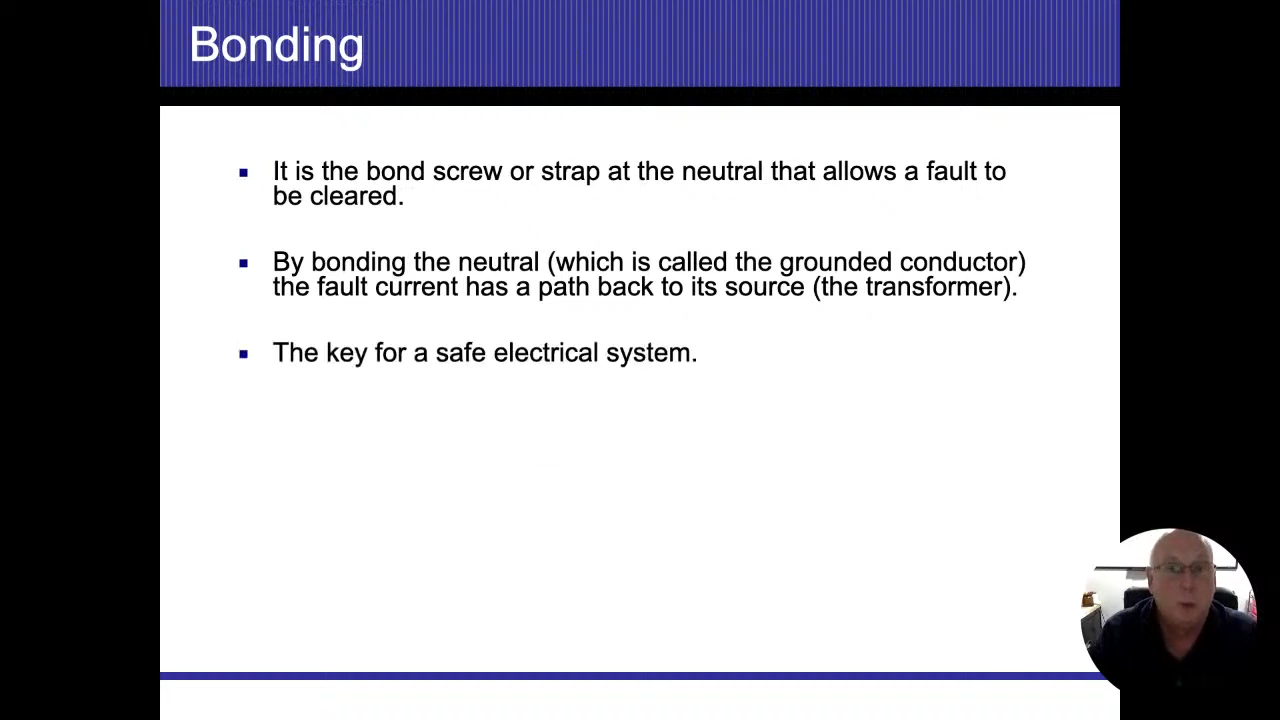 Bonding
It is the bond screw or strap at the neutral that allows a fault to
be cleared.
By bonding the neutral (which is called the grounded conductor)
the fault current has a path back to its source (the transformer).
The key for a safe electrical system.